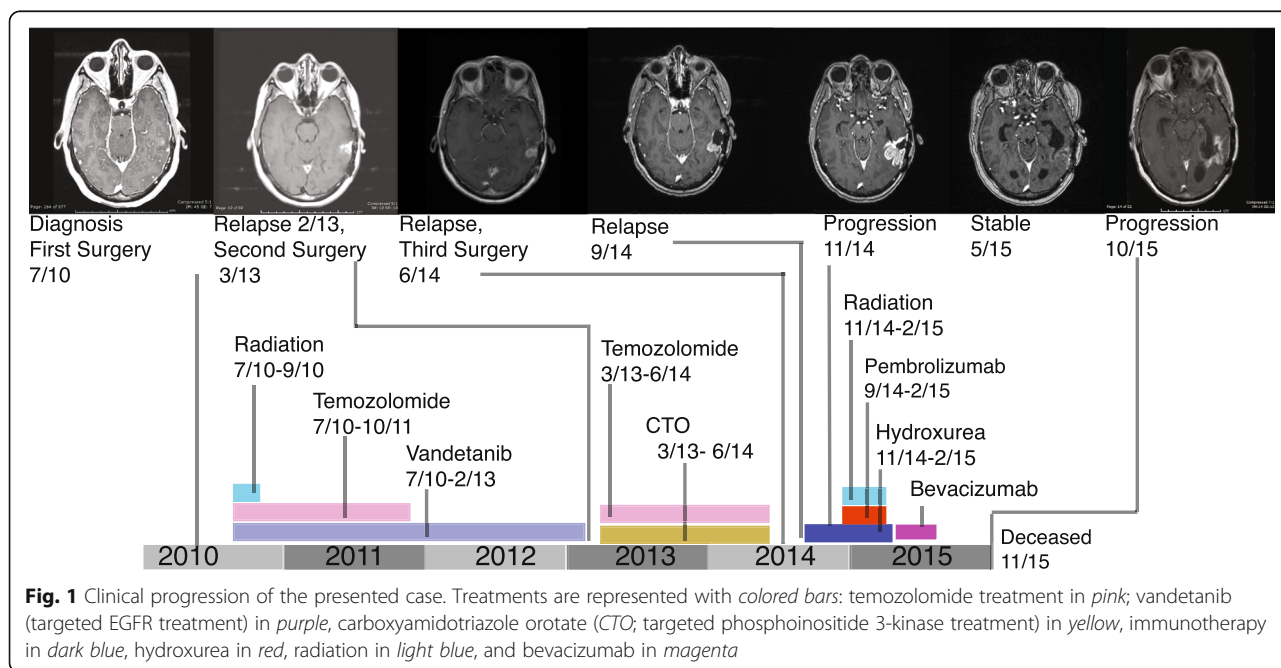 Diagnosis
First Surgery
7/10
Relapse 2/13,
Second Surgery
3/13
Relapse,
Third Surgery
6/14
Relapse
9/14
Progression
11/14
Stable
5/15
Progression
10/15
Radiation
7/10-9/10
Temozolomide
7/10-10/11
Vandetanib
7/10-2/13
Temozolomide
3/13-6/14
CTO
3/13- 6/14
Radiation
11/14-2/15
Pembrolizumab
9/14-2/15
Hydroxurea
11/14-2/15
Bevacizumab
Deceased
11/15
2010 2011 2012 2013 2014 2015
Fig. 1 Clinical progression of the presented case. Treatments are represented with colored bars: temozolomide treatment in pink; vandetanib
(targeted EGFR treatment) in purple, carboxyamidotriazole orotate (CTO; targeted phosphoinositide 3-kinase treatment) in yellow, immunotherapy
in dark blue, hydroxurea in red, radiation in light blue, and bevacizumab in magenta